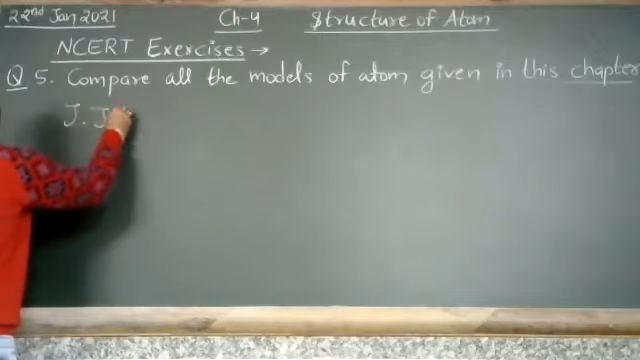 22nd Jan 2021 Ch-4 Structure of Atom
NCERT Exercises →
Q 5. Compare all the models of atom given in this chapter
J. J